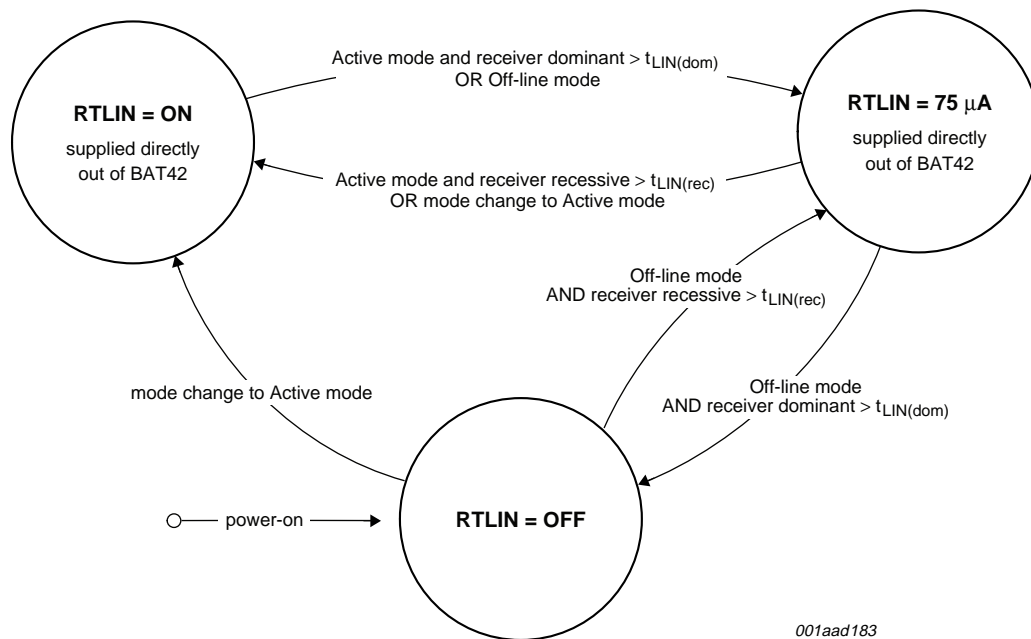 Active mode and receiver dominant > tLIN(dom)
OR Off-line mode
RTLIN = ON
supplied directly
out of BAT42
RTLIN = 75 μA
supplied directly
out of BAT42
Active mode and receiver recessive > tLIN(rec)
OR mode change to Active mode
Off-line mode
AND receiver recessive > tLIN(rec)
mode change to Active mode
Off-line mode
AND receiver dominant > tLIN(dom)
power-on
RTLIN = OFF
001aad183